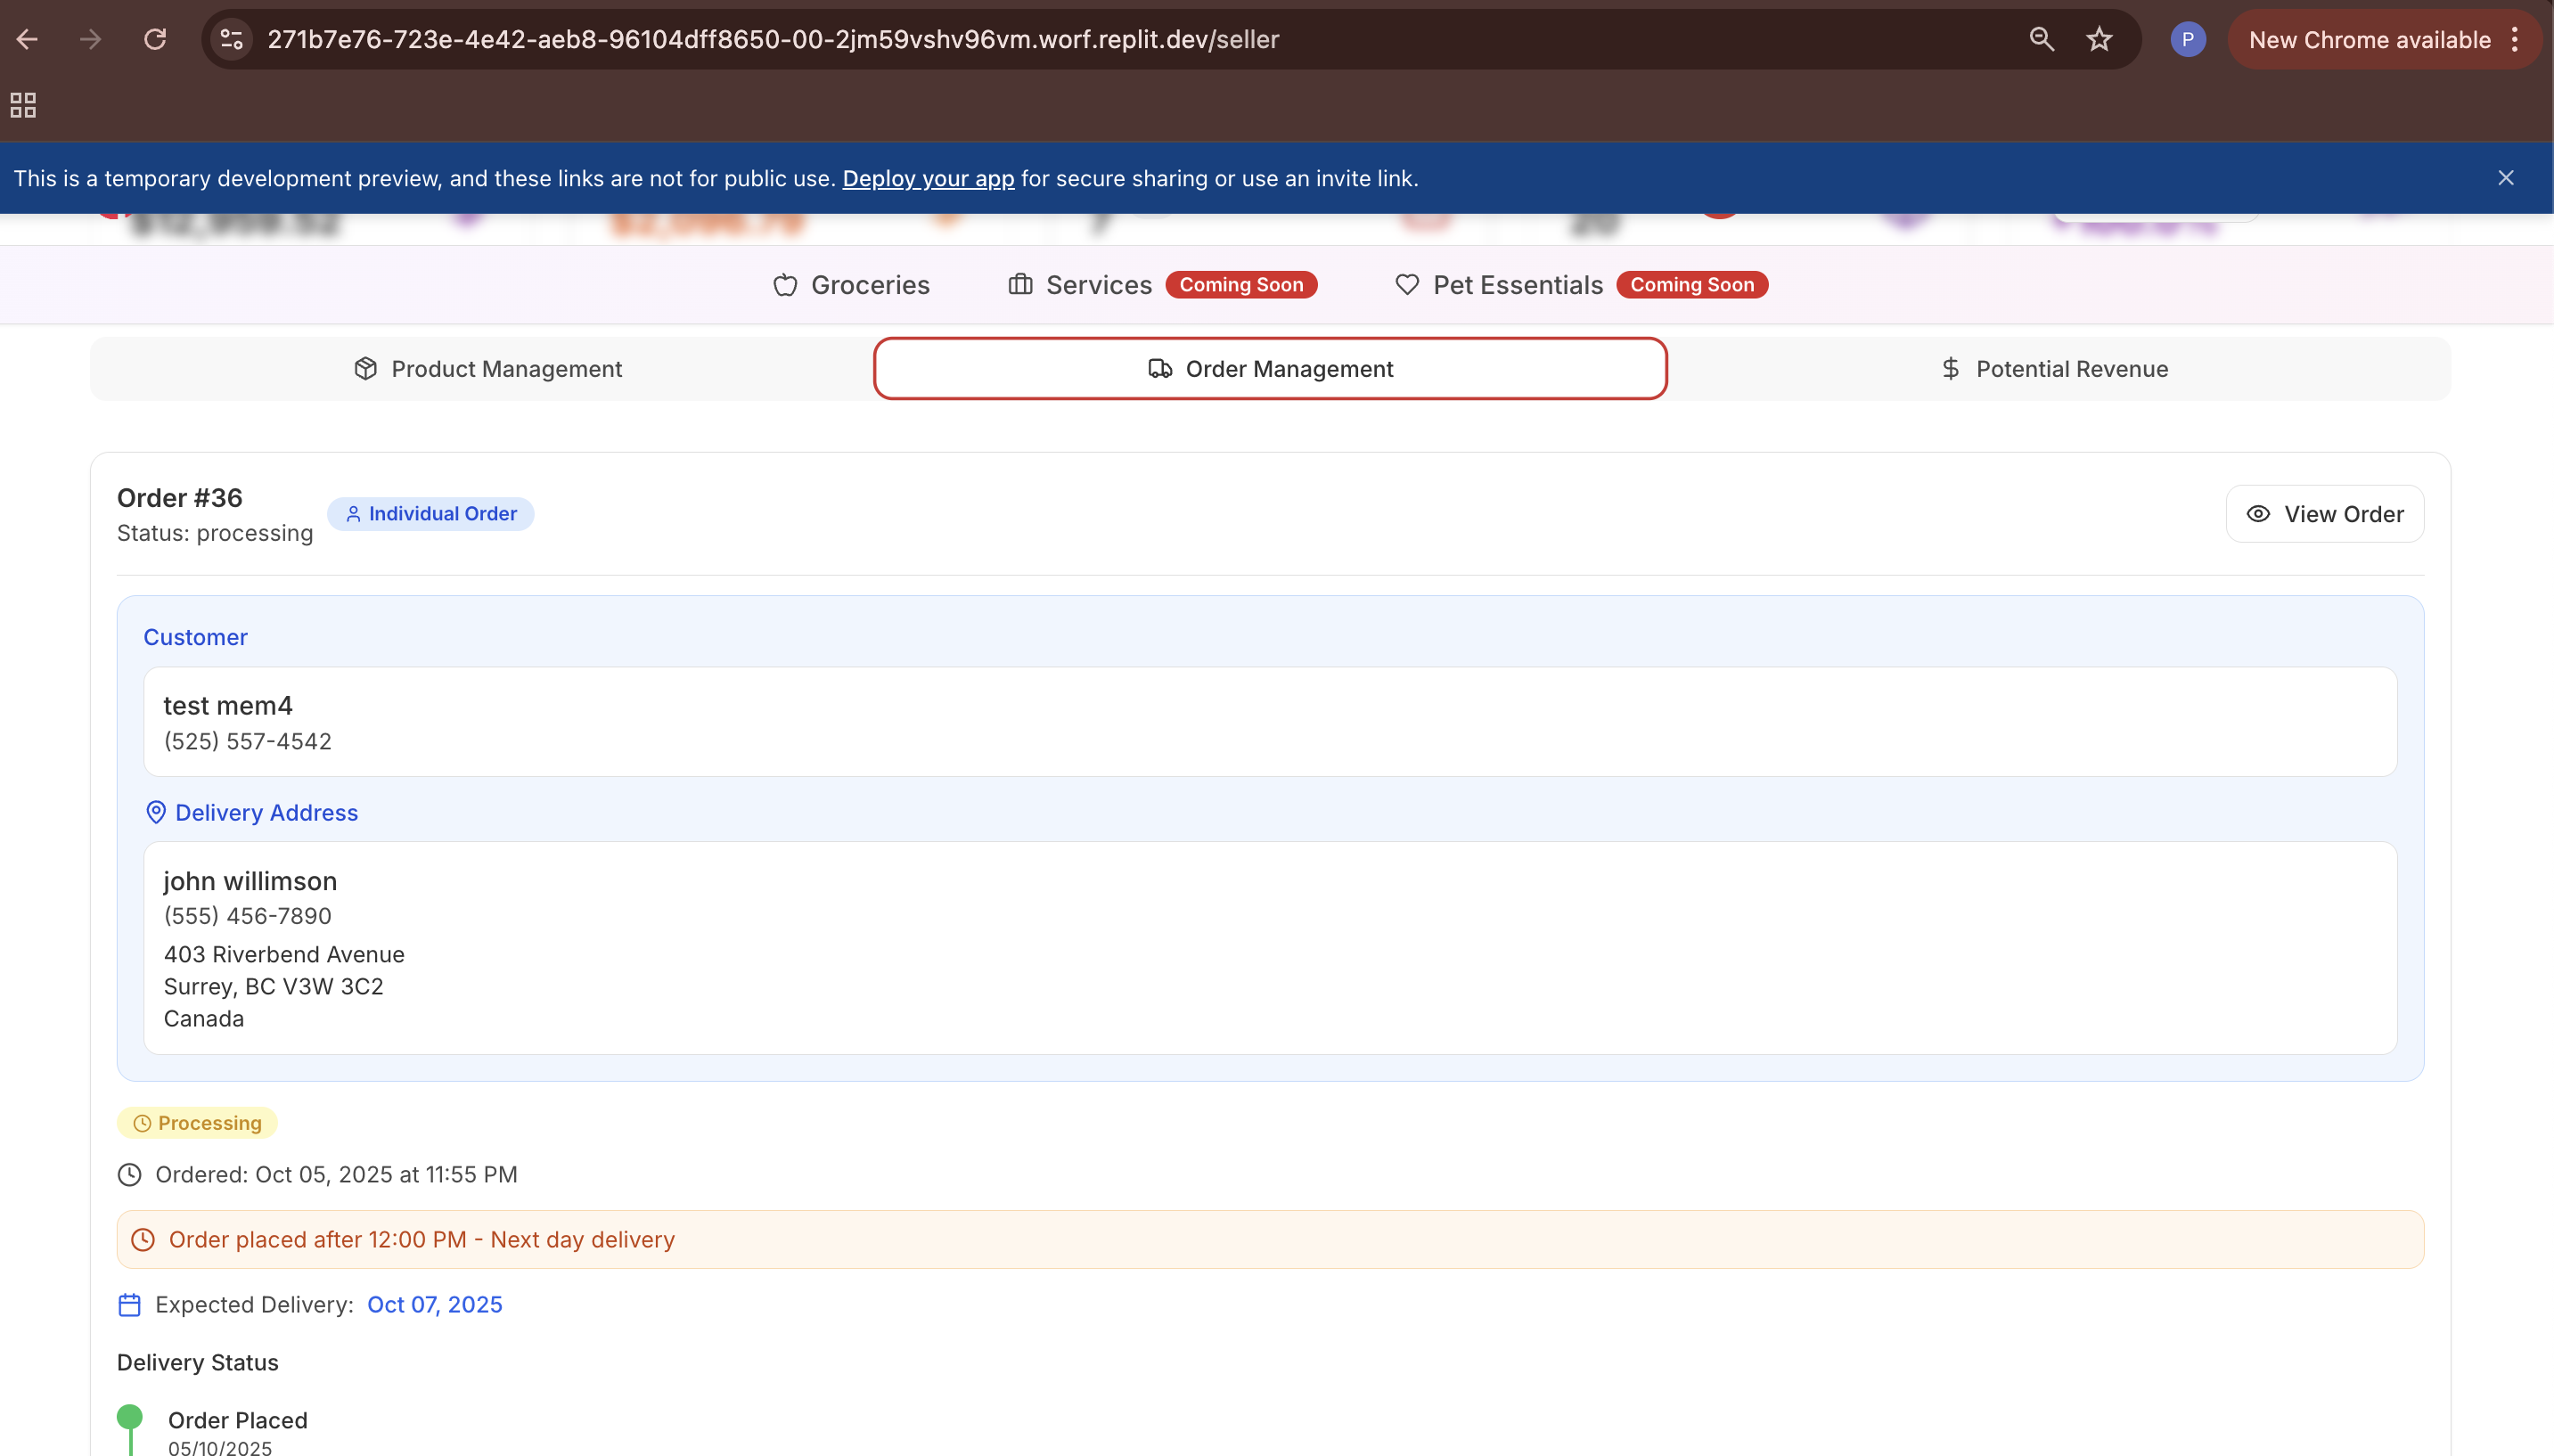 271b7e76-723e-4e42-aeb8-96104dff8650-00-2jm59vshv96vm.worf.replit.dev/seller
P
New Chrome available
This is a temporary development preview, and these links are not for public use. Deploy your app for secure sharing or use an invite link.
Groceries
Services Coming Soon
Pet Essentials Coming Soon
Product Management
Order Management
Potential Revenue
Order #36
Status: processing
Individual Order
View Order
Customer
test mem4
(525) 557-4542
Delivery Address
john willimson
(555) 456-7890
403 Riverbend Avenue
Surrey, BC V3W 3C2
Canada
Processing
Ordered: Oct 05, 2025 at 11:55 PM
Order placed after 12:00 PM - Next day delivery
Expected Delivery: Oct 07, 2025
Delivery Status
Order Placed
05/10/2025